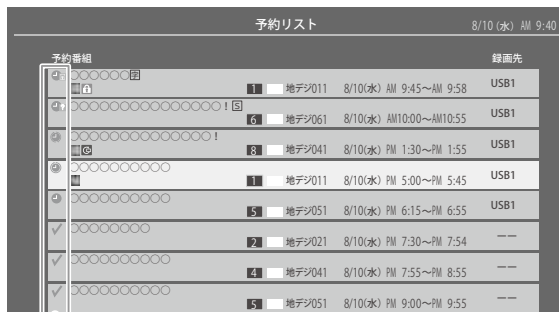 予約リスト 8/10 (水) AM 9:40
予約番組 録画先
○○○○○○字
1 地デジ011 8/10(水) AM 9:45～AM 9:58 USB1
○○○○○○○○○○○○○○○！S
6 地デジ061 8/10(水) AM10:00～AM10:55 USB1
○○○○○○○○○○○○○○！
8 地デジ041 8/10(水) PM 1:30～PM 1:55 USB1
○○○○○○○○○○
1 地デジ011 8/10(水) PM 5:00～PM 5:45 USB1
○○○○○○○○○○
5 地デジ051 8/10(水) PM 6:15～PM 6:55 USB1
○○○○○○○○
2 地デジ021 8/10(水) PM 7:30～PM 7:54 ーー
○○○○○○○○○○
4 地デジ041 8/10(水) PM 7:55～PM 8:55 ーー
○○○○○○○○○○
5 地デジ051 8/10(水) PM 9:00～PM 9:55 ーー